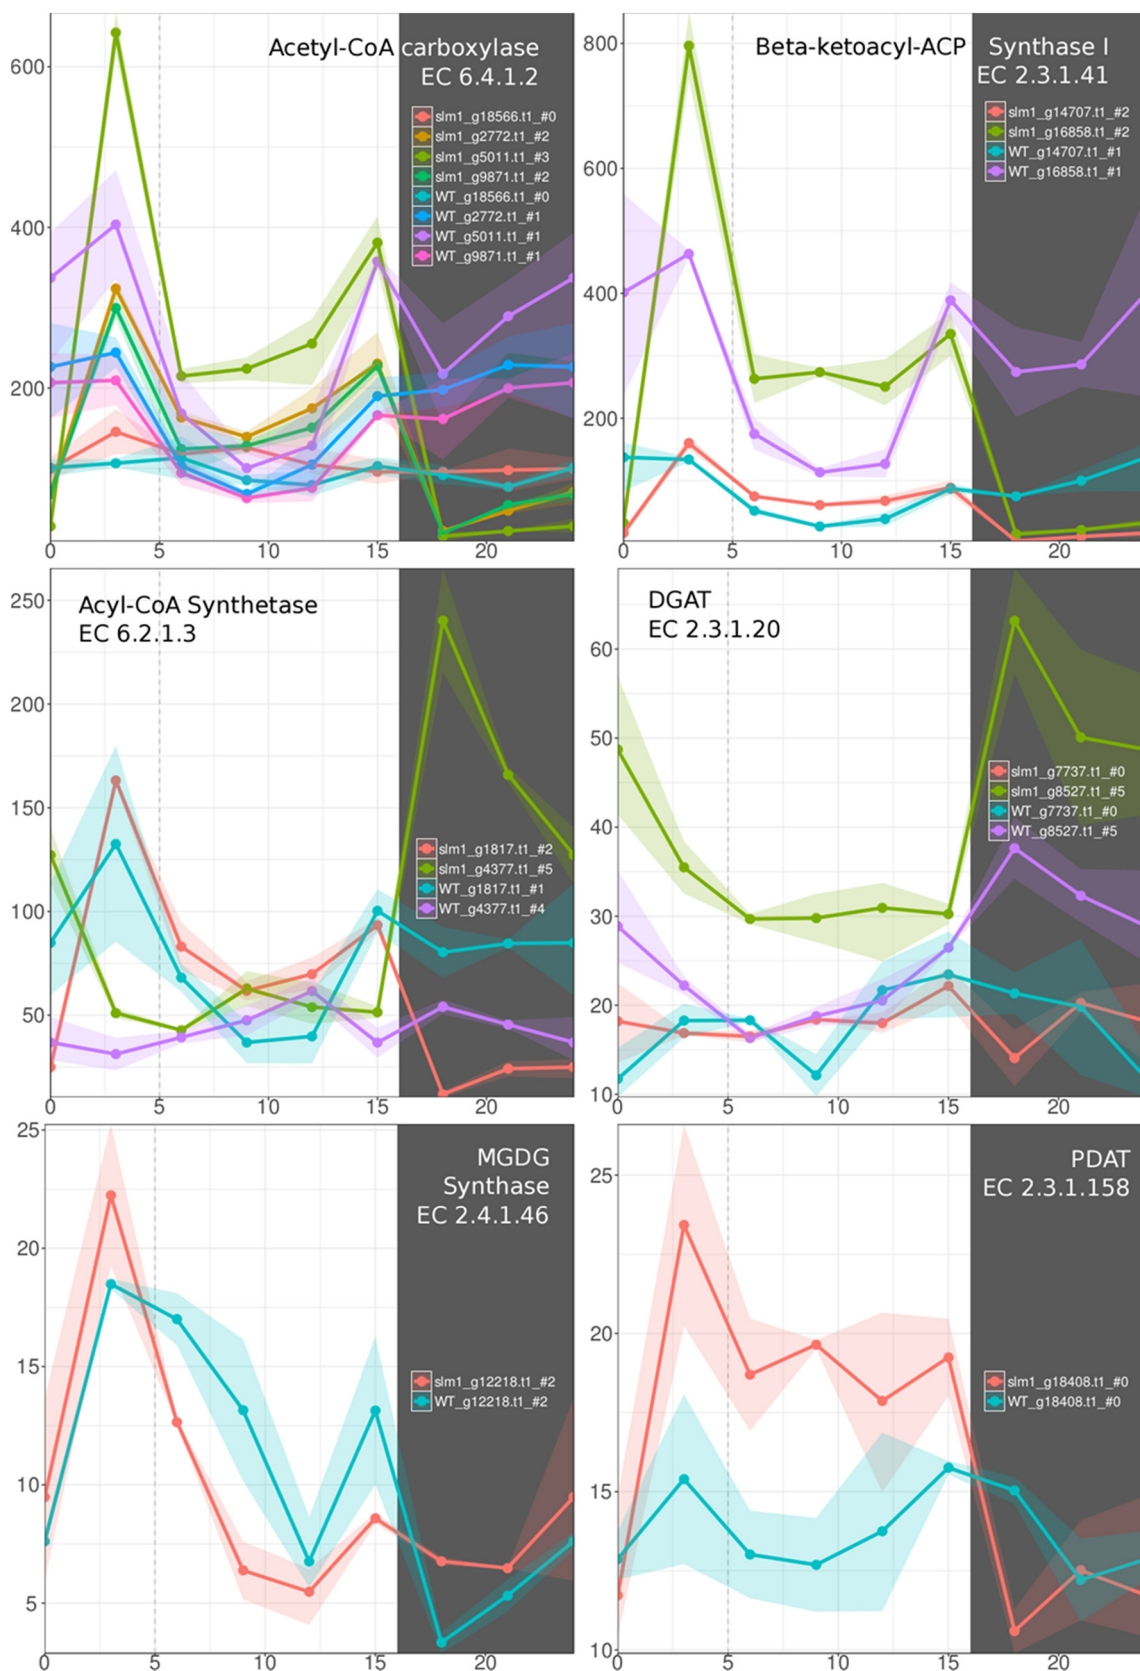 Acetyl-CoA carboxylase
EC 6.4.1.2
600
400
200
slm1_g18566.t1_#0
slm1_g2772.t1_#2
slm1_g5011.t1_#3
slm1_g9871.t1_#2
WT_g18566.t1_#0
WT_g2772.t1_#1
WT_g5011.t1_#1
WT_g9871.t1_#1
0 5 10 15 20
Beta-ketoacyl-ACP Synthase I
EC 2.3.1.41
800
600
400
200
slm1_g14707.t1_#2
slm1_g16858.t1_#2
WT_g14707.t1_#1
WT_g16858.t1_#1
0 5 10 15 20
Acyl-CoA Synthetase
EC 6.2.1.3
250
200
150
100
50
slm1_g1817.t1_#2
slm1_g4377.t1_#5
WT_g1817.t1_#1
WT_g4377.t1_#4
0 5 10 15 20
DGAT
EC 2.3.1.20
60
50
40
30
20
10
slm1_g7737.t1_#0
slm1_g8527.t1_#5
WT_g7737.t1_#0
WT_g8527.t1_#5
0 5 10 15 20
MGDG
Synthase
EC 2.4.1.46
25
20
15
10
5
slm1_g12218.t1_#2
WT_g12218.t1_#2
0 5 10 15 20
PDAT
EC 2.3.1.158
25
20
15
10
slm1_g18408.t1_#0
WT_g18408.t1_#0
0 5 10 15 20